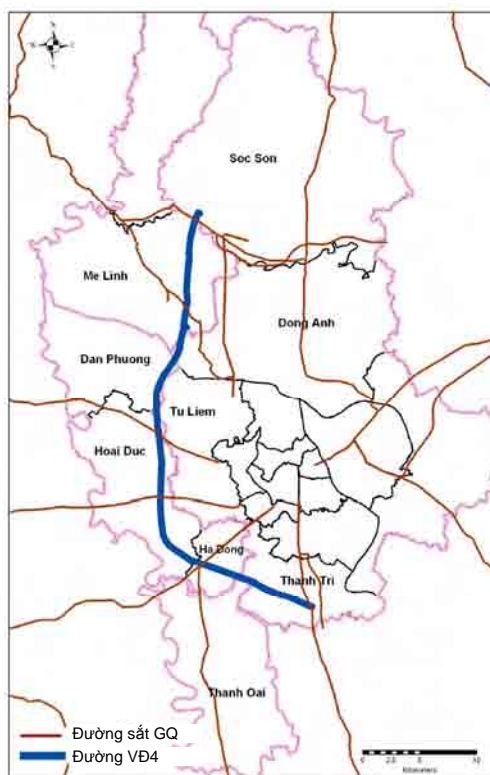 Soc Son
Me Linh
Dong Anh
Dan Phuong
Tu Liem
Hoai Duc
Ha Dong
Thanh Tri
Thanh Oai
Đường sắt GQ
Đường VĐ4
Kilometers